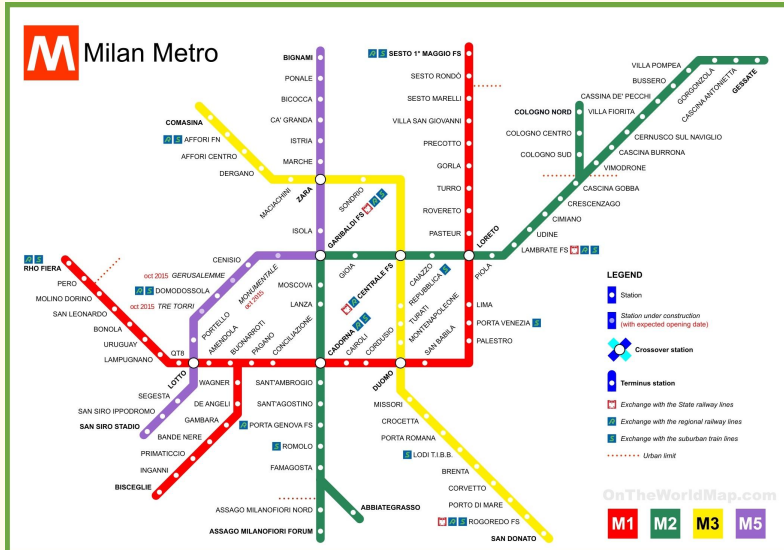 M Milan Metro
BIGNAMI
PONALE
BICOCCA
CA' GRANDA
ISTRIA
MARCHE
ZARA
ISOLA
GARIBALDI FS
COMASINA
AFFORI FN
AFFORI CENTRO
DERGANO
MACIACHINI
SONDRIO
SESTO 1° MAGGIO FS
SESTO RONDÒ
SESTO MARELLI
VILLA SAN GIOVANNI
PRECOTTO
GORLA
TURRO
ROVERETO
PASTEUR
LORETO
VILLA POMPEA
BUSSERO
CASSINA DE' PECCHI
VILLA FIORITA
GORGONZOLA
CASCINA ANTONIETTA
GESSATE
CERNUSCO SUL NAVIGLIO
CASCINA BURRONA
VIMODRONE
COLOGNO NORD
COLOGNO CENTRO
COLOGNO SUD
CASCINA GOBBA
CRESCENZAGO
CIMIANO
UDINE
LAMBRATE FS
PIOLA
RHO FIERA
PERO
MOLINO DORINO
SAN LEONARDO
BONOLA
URUGUAY
LAMPUGNANO
QT8
LOTTO
CENISIO
oct 2015 GERUSALEMME
DOMODOSSOLA
oct 2015 TRE TORRI
MONUMENTALE
oct 2015
PORTELLO
AMENDOLA
BUONARROTI
PAGANO
CONCILIAZIONE
MOSCOVA
LANZA
CADORNA
CAIROLI
CORDUSIO
GIOIA
CENTRALE FS
CAIAZZO
REPUBBLICA
TURATI
MONTENAPOLEONE
SAN BABILA
LIMA
PORTA VENEZIA
PALESTRO
DUOMO
SEGESTA
SAN SIRO IPPODROMO
SAN SIRO STADIO
WAGNER
DE ANGELI
GAMBARA
BANDE NERE
PRIMATICCIO
INGANNI
BISCEGLIE
SANT'AMBROGIO
SANT'AGOSTINO
PORTA GENOVA FS
ROMOLO
FAMAGOSTA
ASSAGO MILANOFIORI NORD
ASSAGO MILANOFIORI FORUM
ABBIATEGRASSO
MISSORI
CROCETTA
PORTA ROMANA
LODI T.I.B.B.
BRENTA
CORVETTO
PORTO DI MARE
ROGOREDO FS
SAN DONATO
LEGEND
Station
Station under construction
(with expected opening date)
Crossover station
Terminus station
Exchange with the State railway lines
R Exchange with the regional railway lines
S Exchange with the suburban train lines
Urban limit
OnTheWorldMap.com
M1 M2 M3 M5